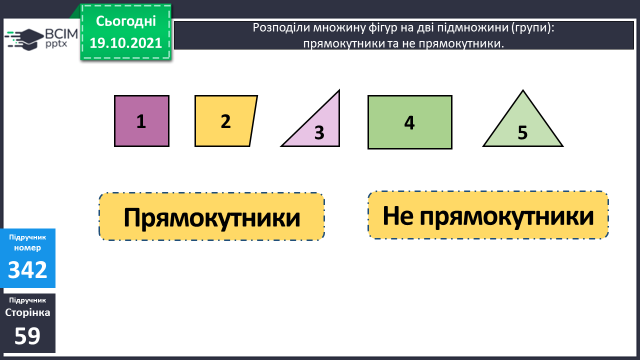 ВСІМ
pptx
Сьогодні
19.10.2021
Розподіли множину фігур на дві підмножини (групи):
прямокутники та не прямокутники.
1
2
3
4
5
Прямокутники
Не прямокутники
Підручник
номер
342
Підручник
Сторінка
59